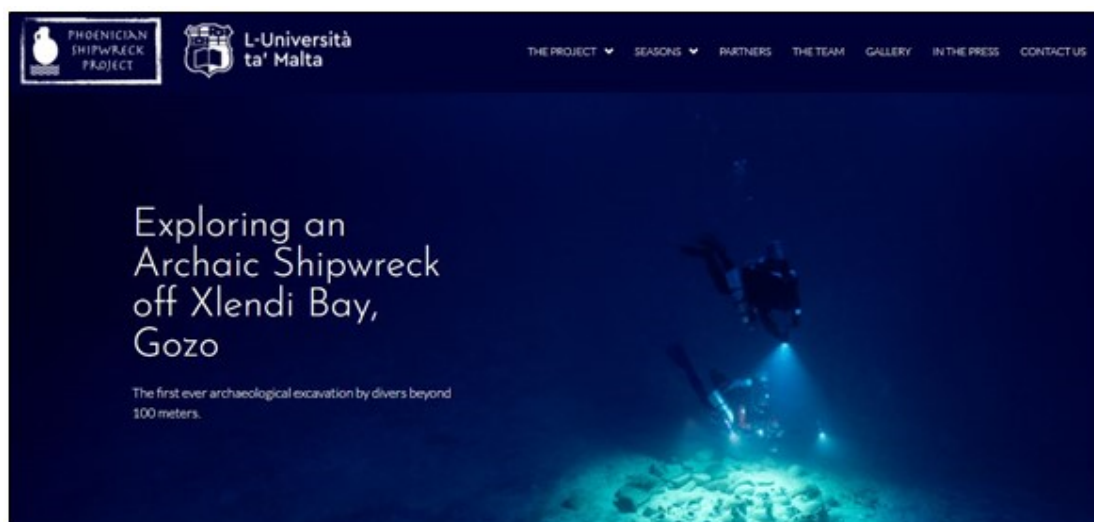 PHOENICIAN
SHIPWRECK
PROJECT
L-Università
ta' Malta
THE PROJECT
SEASONS
PARTNERS
THE TEAM
GALLERY
IN THE PRESS
CONTACT US
Exploring an
Archaic Shipwreck
off Xlendi Bay,
Gozo
The first ever archaeological excavation by divers beyond
100 meters.